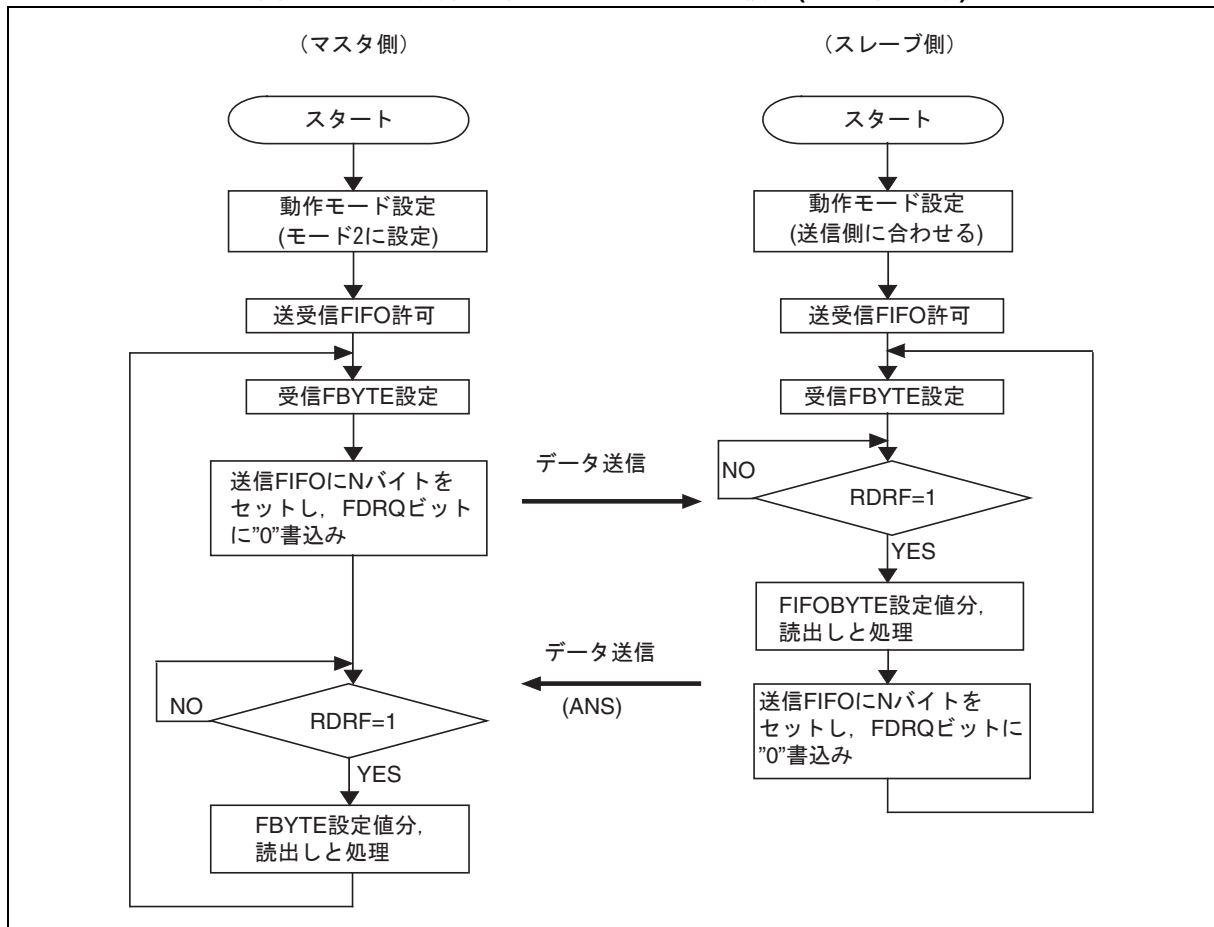 (マスタ側)
スタート
動作モード設定
(モード2に設定)
送受信FIFO許可
受信FBYTE設定
送信FIFOにNバイトを
セットし，FDRQビット
に”0”書込み
NO
RDRF=1
YES
FBYTE設定値分，
読出しと処理
データ送信
データ送信
(ANS)
(スレーブ側)
スタート
動作モード設定
(送信側に合わせる)
送受信FIFO許可
受信FBYTE設定
NO
RDRF=1
YES
FIFOBYTE設定値分，
読出しと処理
送信FIFOにNバイトを
セットし，FDRQビットに
”0”書込み